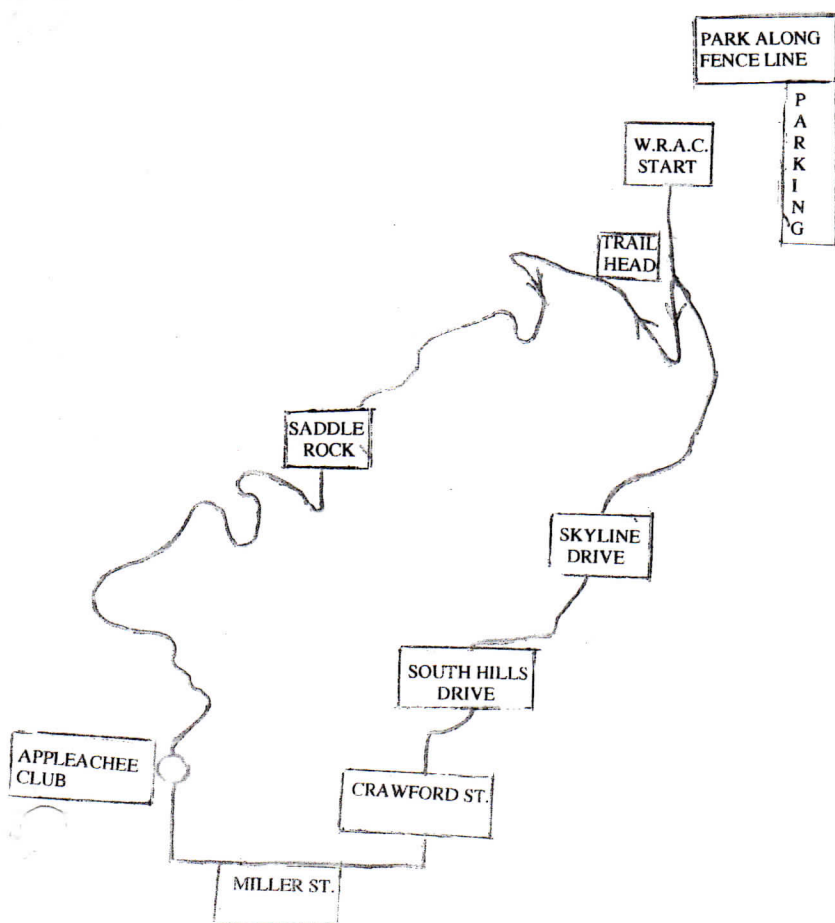 PARK ALONG
FENCE LINE
P
A
R
K
I
N
G
W.R.A.C.
START
TRAIL
HEAD
SADDLE
ROCK
SKYLINE
DRIVE
SOUTH HILLS
DRIVE
APPLEACHEE
CLUB
CRAWFORD ST.
MILLER ST.